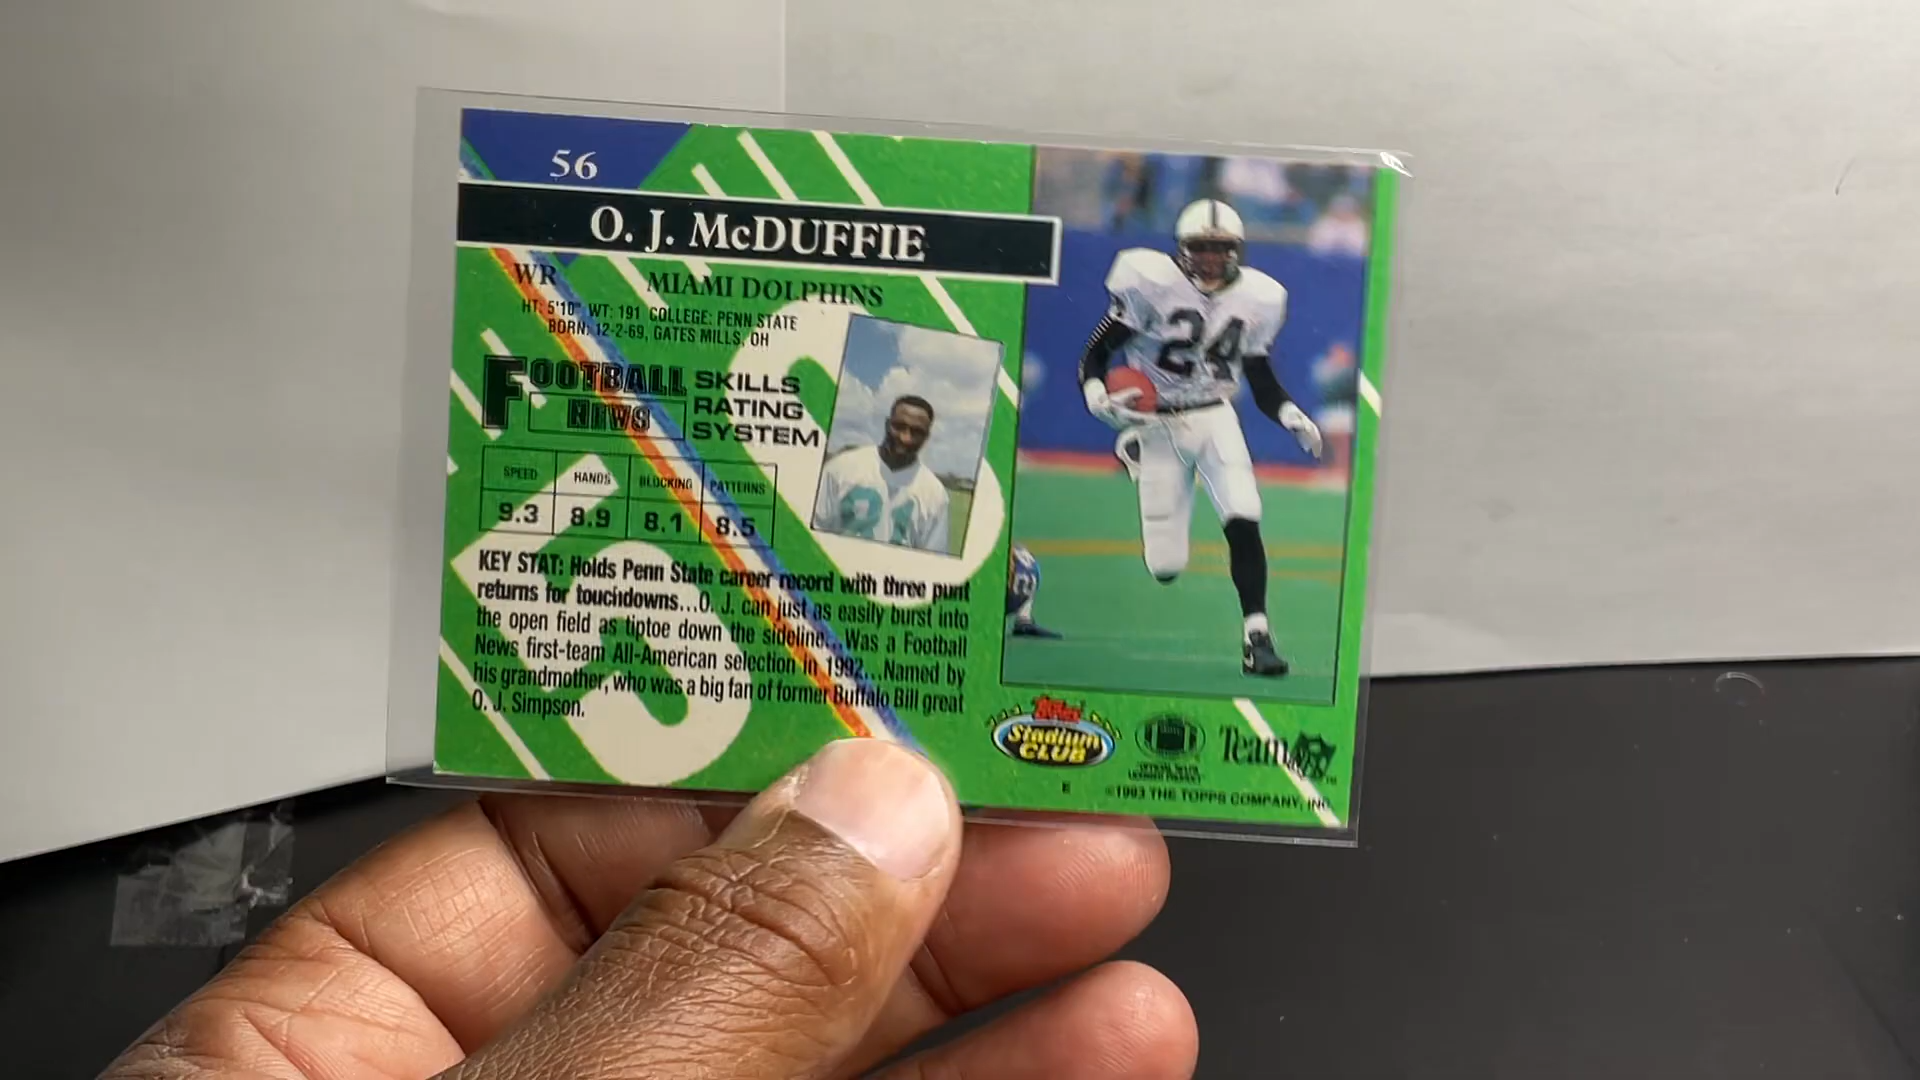 56
O. J. McDUFFIE
WR
MIAMI DOLPHINS
HT: 5'10" WT: 191 COLLEGE: PENN STATE
BORN: 12-2-69, GATES MILLS, OH
FOOTBALL NEWS
SKILLS
RATING
SYSTEM
SPEED HANDS BLOCKING PATTERNS
9.3 8.9 8.1 8.5
KEY STAT: Holds Penn State career record with three punt
returns for touchdowns...O. J. can just as easily burst into
the open field as tiptoe down the sideline...Was a Football
News first-team All-American selection in 1992...Named by
his grandmother, who was a big fan of former Buffalo Bill great
O. J. Simpson.
24
TOPPS
Stadium
CLUB
Team NFL
E
©1993 THE TOPPS COMPANY, INC.